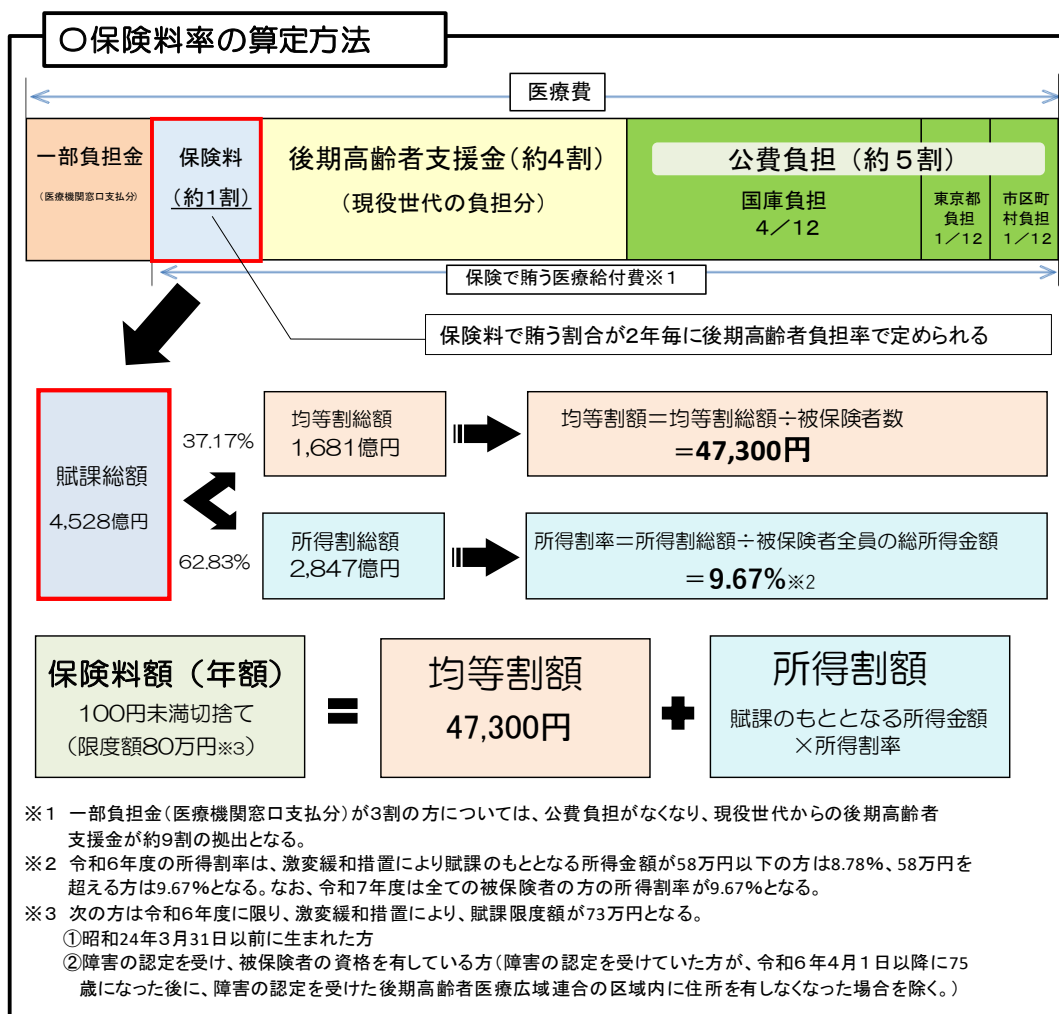 〇保険料率の算定方法
医療費
一部負担金
(医療機関窓口支払分)
保険料
(約1割)
後期高齢者支援金(約4割)
(現役世代の負担分)
公費負担（約５割）
国庫負担
４／12
東京都
負担
１／12
市区町
村負担
１／12
保険で賄う医療給付費※１
保険料で賄う割合が2年毎に後期高齢者負担率で定められる
賦課総額
4,528億円
37.17%
62.83%
均等割総額
1,681億円
均等割額＝均等割総額÷被保険者数
＝47,300円
所得割総額
2,847億円
所得割率＝所得割総額÷被保険者全員の総所得金額
＝9.67%※2
保険料額（年額）
100円未満切捨て
（限度額80万円※3）
=
均等割額
47,300円
+
所得割額
賦課のもととなる所得金額
×所得割率
※１ 一部負担金(医療機関窓口支払分)が３割の方については、公費負担がなくなり、現役世代からの後期高齢者
支援金が約９割の拠出となる。
※２ 令和６年度の所得割率は、激変緩和措置により賦課のもととなる所得金額が58万円以下の方は8.78%、58万円を
超える方は9.67%となる。なお、令和７年度は全ての被保険者の方の所得割率が9.67%となる。
※３ 次の方は令和６年度に限り、激変緩和措置により、賦課限度額が73万円となる。
①昭和24年３月31日以前に生まれた方
②障害の認定を受け、被保険者の資格を有している方(障害の認定を受けていた方が、令和６年４月１日以降に75
歳になった後に、障害の認定を受けた後期高齢者医療広域連合の区域内に住所を有しなくなった場合を除く。)